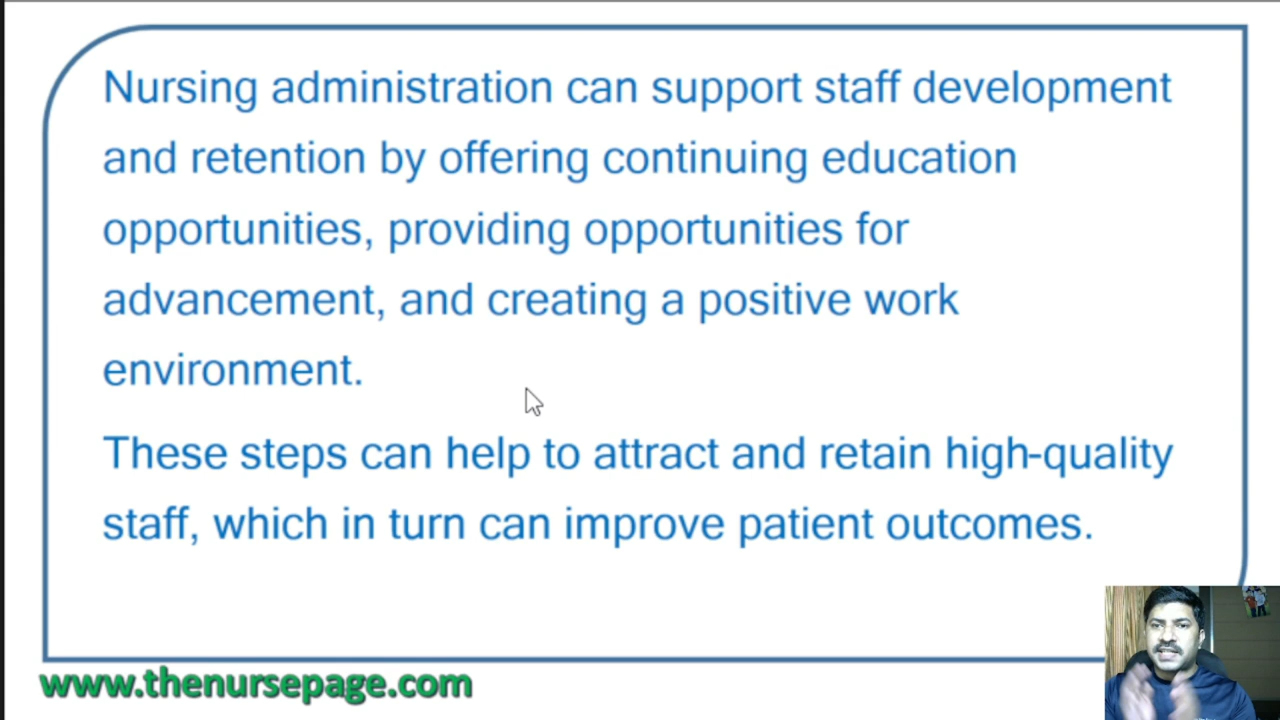 Nursing administration can support staff development
and retention by offering continuing education
opportunities, providing opportunities for
advancement, and creating a positive work
environment.
These steps can help to attract and retain high-quality
staff, which in turn can improve patient outcomes.
www.thenursepage.com